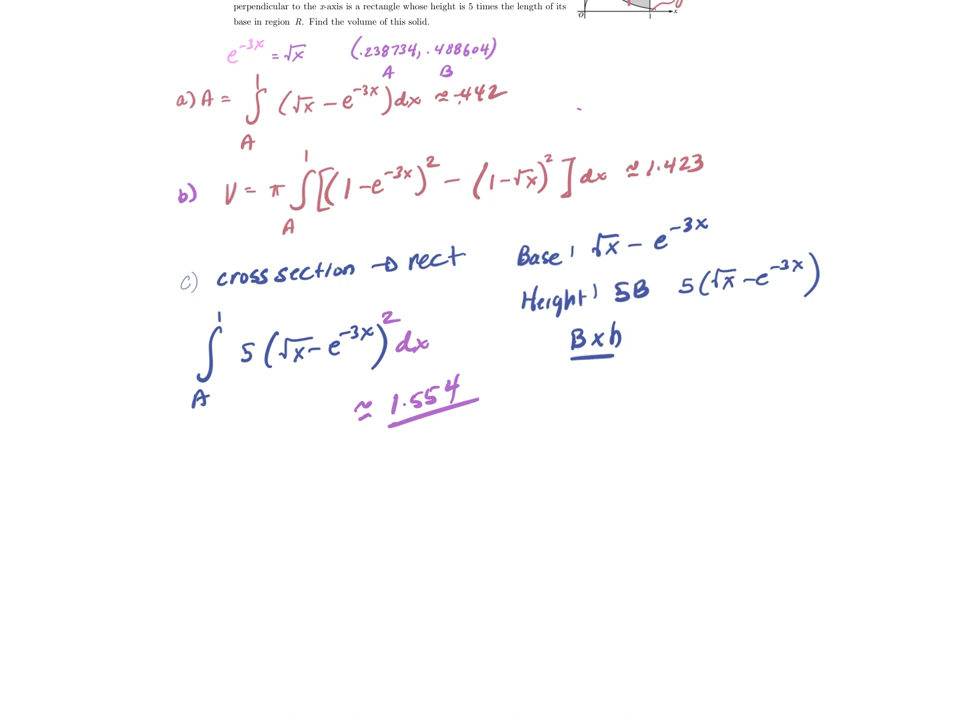 perpendicular to the x-axis is a rectangle whose height is 5 times the length of its
base in region R. Find the volume of this solid.
0 1 x
e^{-3x} = √x (.238734, .488604)
A B
a) A = ∫_A^1 (√x − e^{-3x}) dx ≈ .442
b) V = π ∫_A^1 [(1−e^{-3x})^2 − (1−√x)^2] dx ≈ 1.423
c) cross section → rect
Base: √x − e^{-3x}
Height: 5B 5(√x − e^{-3x})
B x h
∫_A^1 5(√x − e^{-3x})^2 dx
≈ 1.554